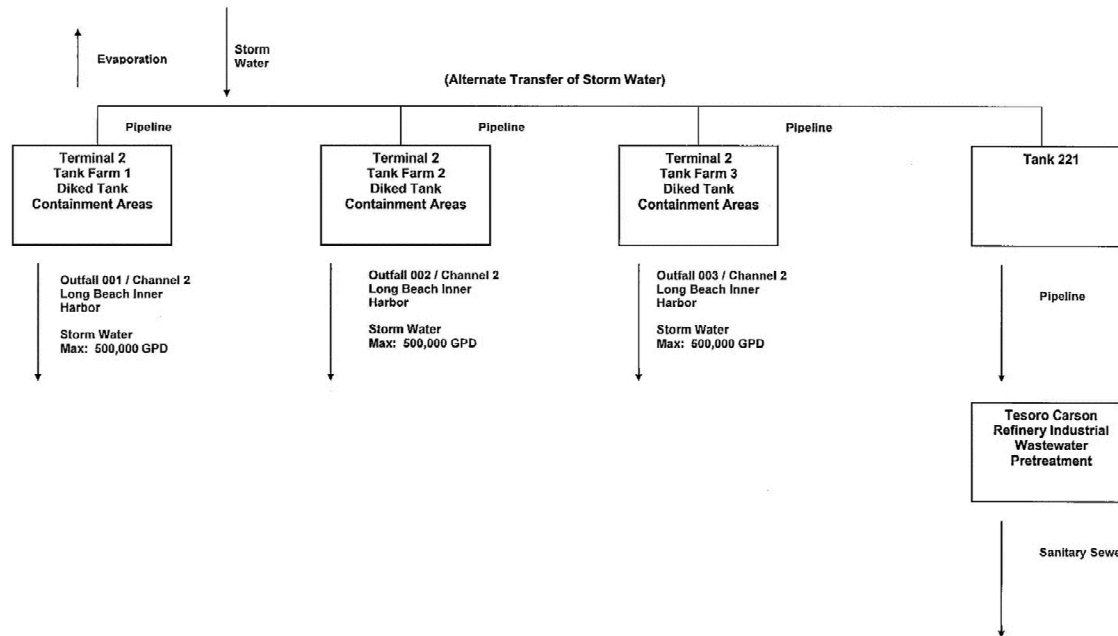 Evaporation
Storm
Water
(Alternate Transfer of Storm Water)
Pipeline
Pipeline
Pipeline
Terminal 2
Tank Farm 1
Diked Tank
Containment Areas
Terminal 2
Tank Farm 2
Diked Tank
Containment Areas
Terminal 2
Tank Farm 3
Diked Tank
Containment Areas
Tank 221
Outfall 001 / Channel 2
Long Beach Inner
Harbor
Storm Water
Max: 500,000 GPD
Outfall 002 / Channel 2
Long Beach Inner
Harbor
Storm Water
Max: 500,000 GPD
Outfall 003 / Channel 2
Long Beach Inner
Harbor
Storm Water
Max: 500,000 GPD
Pipeline
Tesoro Carson
Refinery Industrial
Wastewater
Pretreatment
Sanitary Sewe